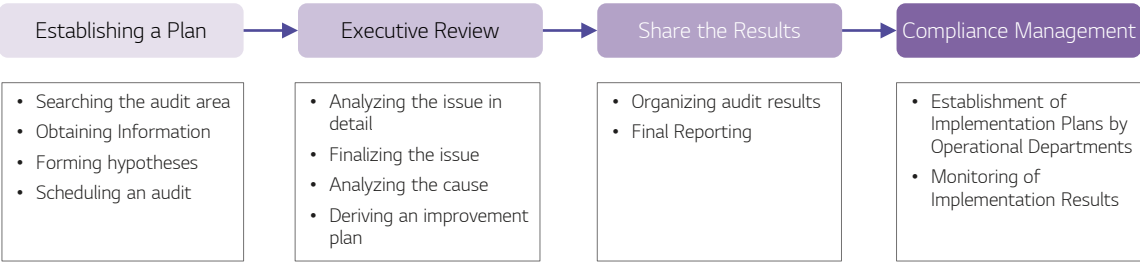 Establishing a Plan
Executive Review
Share the Results
Compliance Management
• Searching the audit area
• Obtaining Information
• Forming hypotheses
• Scheduling an audit
• Analyzing the issue in
detail
• Finalizing the issue
• Analyzing the cause
• Deriving an improvement
plan
• Organizing audit results
• Final Reporting
• Establishment of
Implementation Plans by
Operational Departments
• Monitoring of
Implementation Results